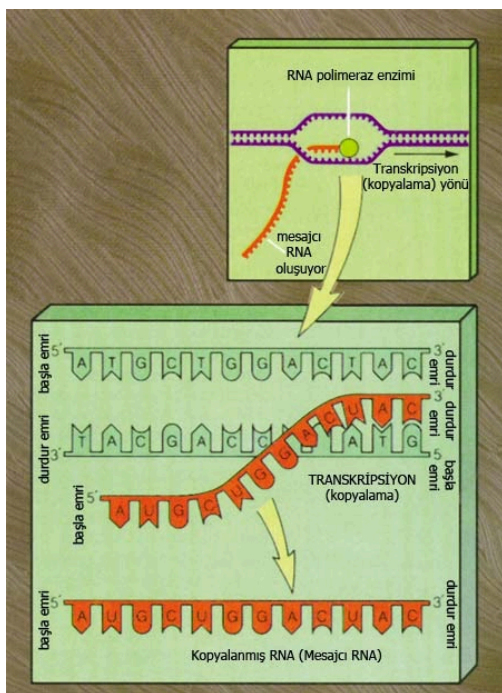 RNA polimeraz enzimi
Transkripsiyon
(kopyalama) yönü
mesajcı
RNA
oluşuyor
başla emri
5'
A T G C T G G A C T A C
3'
durdur
emri
3'
durdur
emri
durdur emri
3'
T A C G A C C A T G
5
başla
emri
başla emri
5'
A U G C U G G A C U A C
TRANSKRİPSİYON
(kopyalama)
başla emri
5'
A U G C U G G A C U A C
3'
durdur emri
Kopyalanmış RNA (Mesajcı RNA)